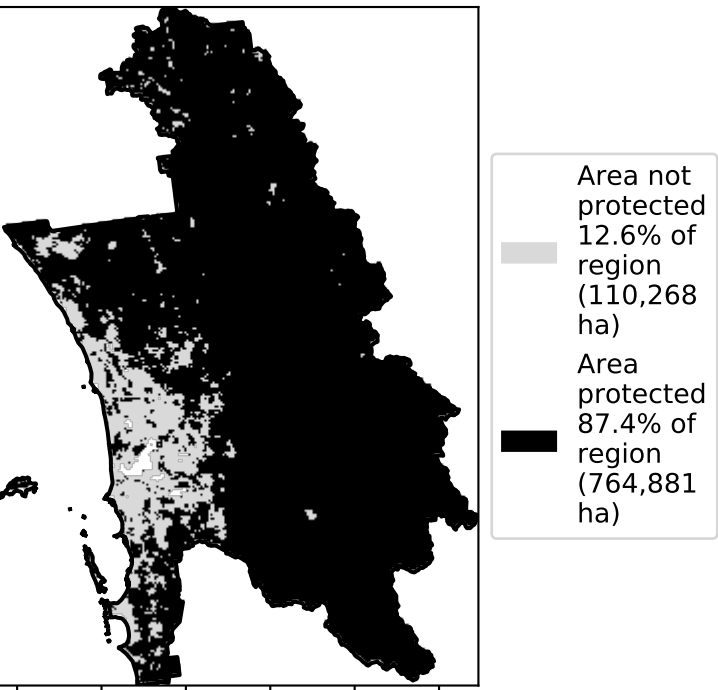 Area not
protected
12.6% of
region
(110,268
ha)
Area
protected
87.4% of
region
(764,881
ha)